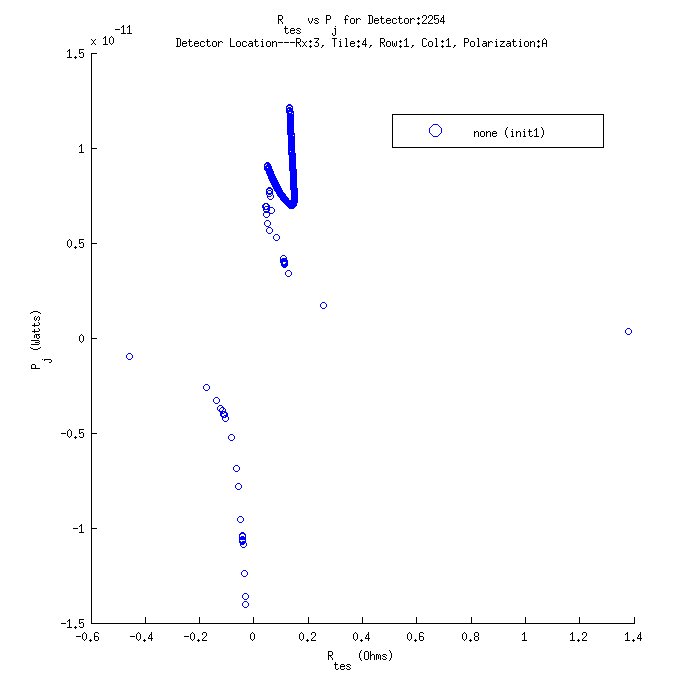 R_tes vs P_j for Detector:2254
Detector Location---Rx:3, Tile:4, Row:1, Col:1, Polarization:A
x 10^-11
none (init1)
1.5
1
0.5
0
-0.5
-1
-1.5
P_j (Watts)
-0.6 -0.4 -0.2 0 0.2 0.4 0.6 0.8 1 1.2 1.4
R_tes (Ohms)